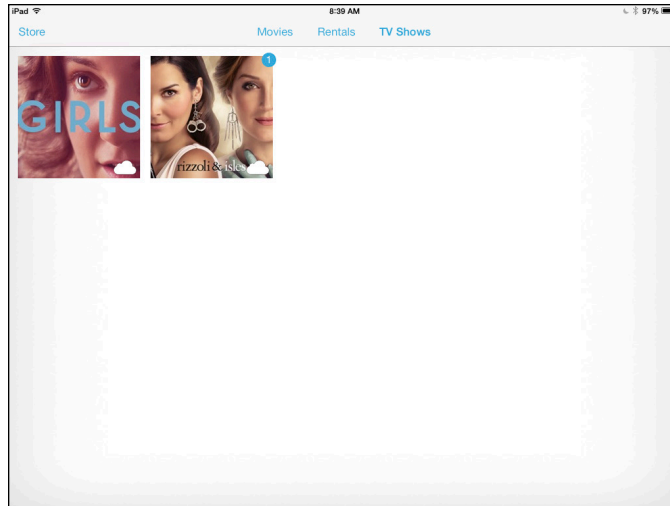 iPad 8:39 AM 97%
Store Movies Rentals TV Shows
1
GIRLS
rizzoli & isles